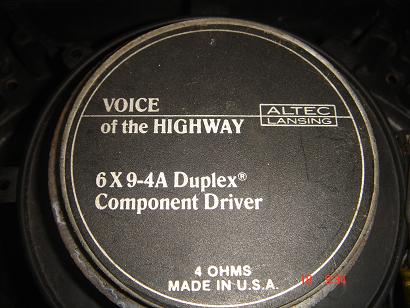 VOICE
of the HIGHWAY
ALTEC
LANSING
6 X 9-4A Duplex®
Component Driver
4 OHMS
MADE IN U.S.A.